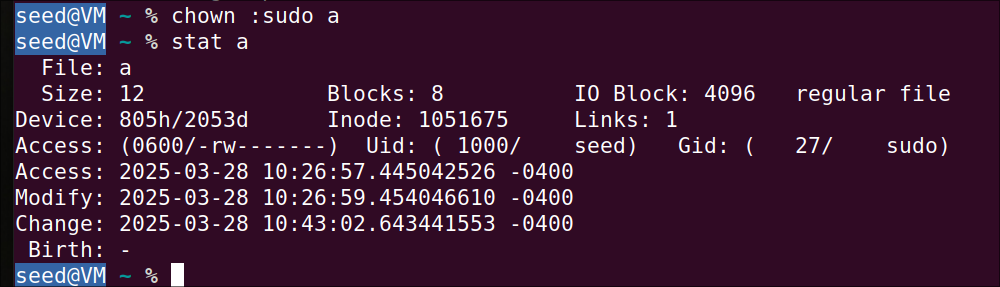 seed@VM ~ % chown :sudo a
seed@VM ~ % stat a
  File: a
  Size: 12              Blocks: 8          IO Block: 4096   regular file
Device: 805h/2053d      Inode: 1051675     Links: 1
Access: (0600/-rw-------)  Uid: ( 1000/    seed)   Gid: (   27/    sudo)
Access: 2025-03-28 10:26:57.445042526 -0400
Modify: 2025-03-28 10:26:59.454046610 -0400
Change: 2025-03-28 10:43:02.643441553 -0400
 Birth: -
seed@VM ~ %